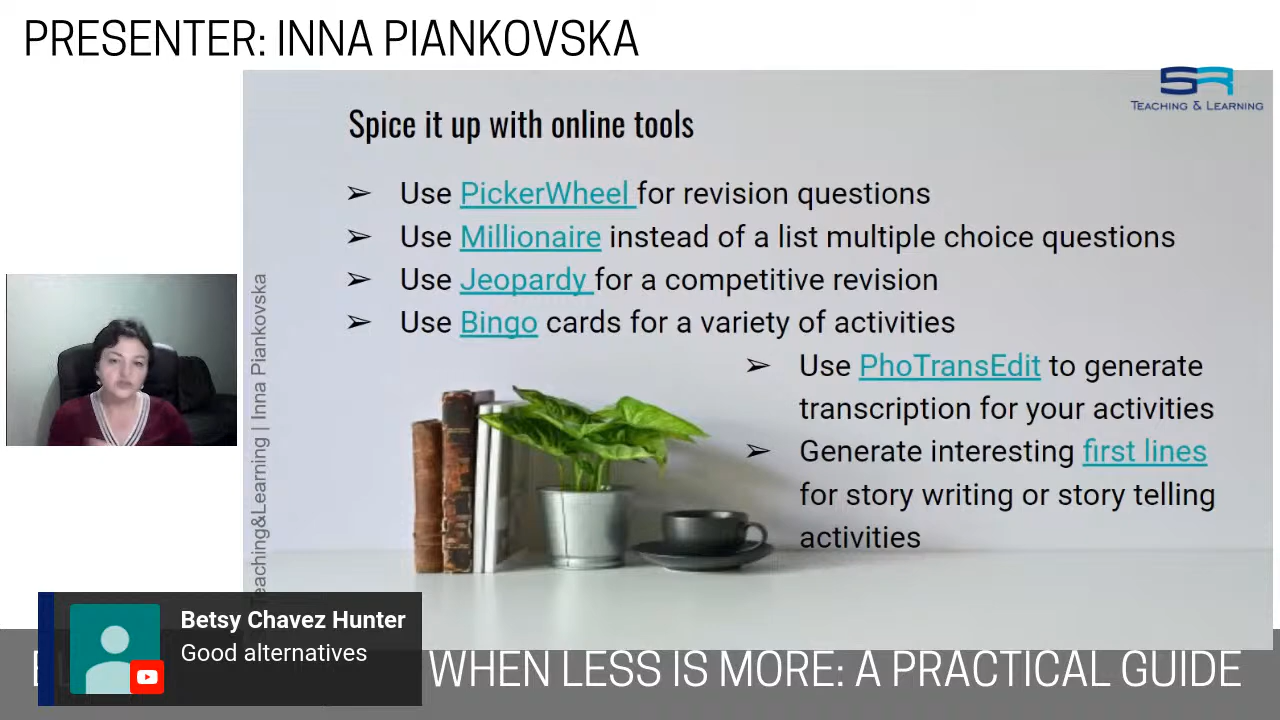 PRESENTER: INNA PIANKOVSKA
SR
TEACHING & LEARNING
Spice it up with online tools
➢ Use PickerWheel for revision questions
➢ Use Millionaire instead of a list multiple choice questions
➢ Use Jeopardy for a competitive revision
➢ Use Bingo cards for a variety of activities
➢ Use PhoTransEdit to generate
transcription for your activities
➢ Generate interesting first lines
for story writing or story telling
activities
Teaching&Learning | Inna Piankovska
Betsy Chavez Hunter
Good alternatives
WHEN LESS IS MORE: A PRACTICAL GUIDE